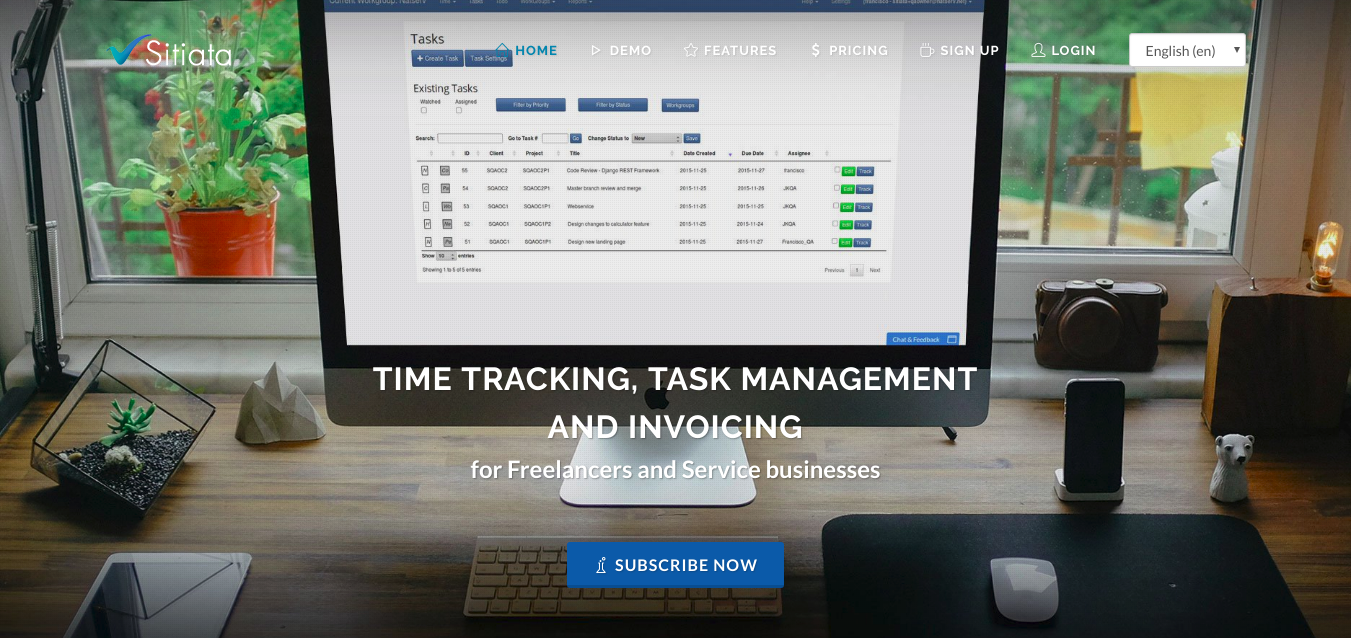 Current Workgroup: Natserv
Tasks
Help
Settings
Sitiata
HOME
DEMO
FEATURES
PRICING
SIGN UP
LOGIN
English (en)
Create Task
Task Settings
Existing Tasks
Watched Assigned
Filter by Priority
Filter by Status
Workgroups
Search: Go to Task # Go Change Status to New Save
ID Client Project Title Date Created Due Date Assignee
55 SQAOC2 SQAOC2P1 Code Review - Django REST Framework 2015-11-25 2015-11-27 francisco Edit Track
54 SQAOC2 SQAOC2P1 Master branch review and merge 2015-11-25 2015-11-26 JKQA Edit Track
53 SQAOC1 SQAOC1P1 Webservice 2015-11-25 2015-11-25 JKQA Edit Track
52 SQAOC1 SQAOC1P1 Design changes to calculator feature 2015-11-25 2015-11-24 JKQA Edit Track
51 SQAOC1 SQAOC1P1 Design new landing page 2015-11-25 2015-11-27 Francisco_QA Edit Track
Show 50 entries
Showing 1 to 5 of 5 entries
Previous 1 Next
Chat & Feedback
TIME TRACKING, TASK MANAGEMENT
AND INVOICING
for Freelancers and Service businesses
SUBSCRIBE NOW